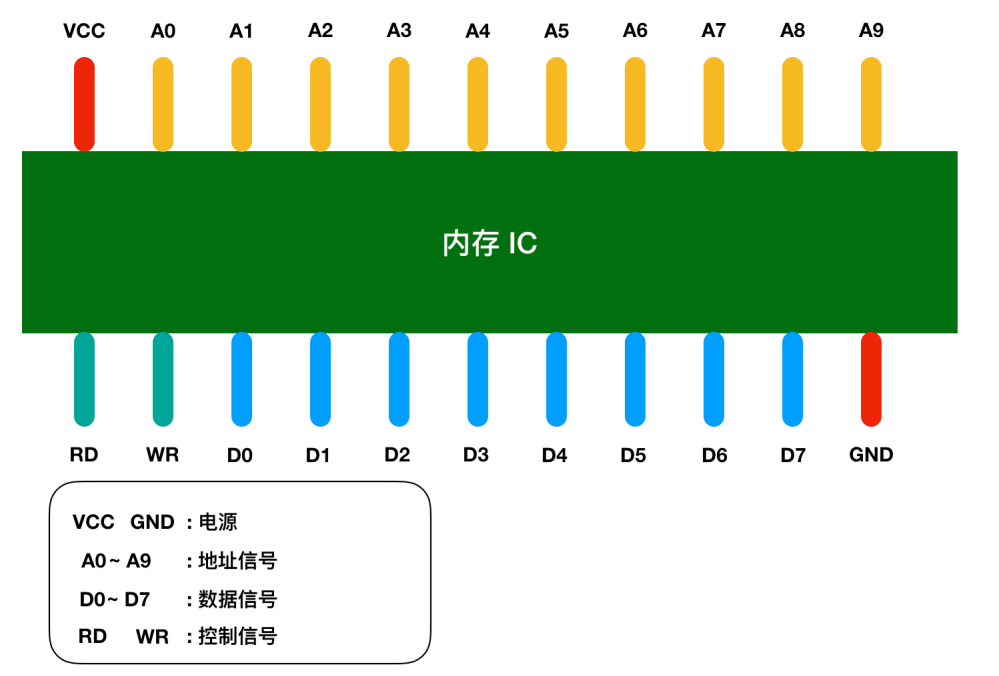 VCC A0 A1 A2 A3 A4 A5 A6 A7 A8 A9
内存 IC
RD WR D0 D1 D2 D3 D4 D5 D6 D7 GND
VCC GND : 电源
A0~ A9 : 地址信号
D0~ D7 : 数据信号
RD WR : 控制信号